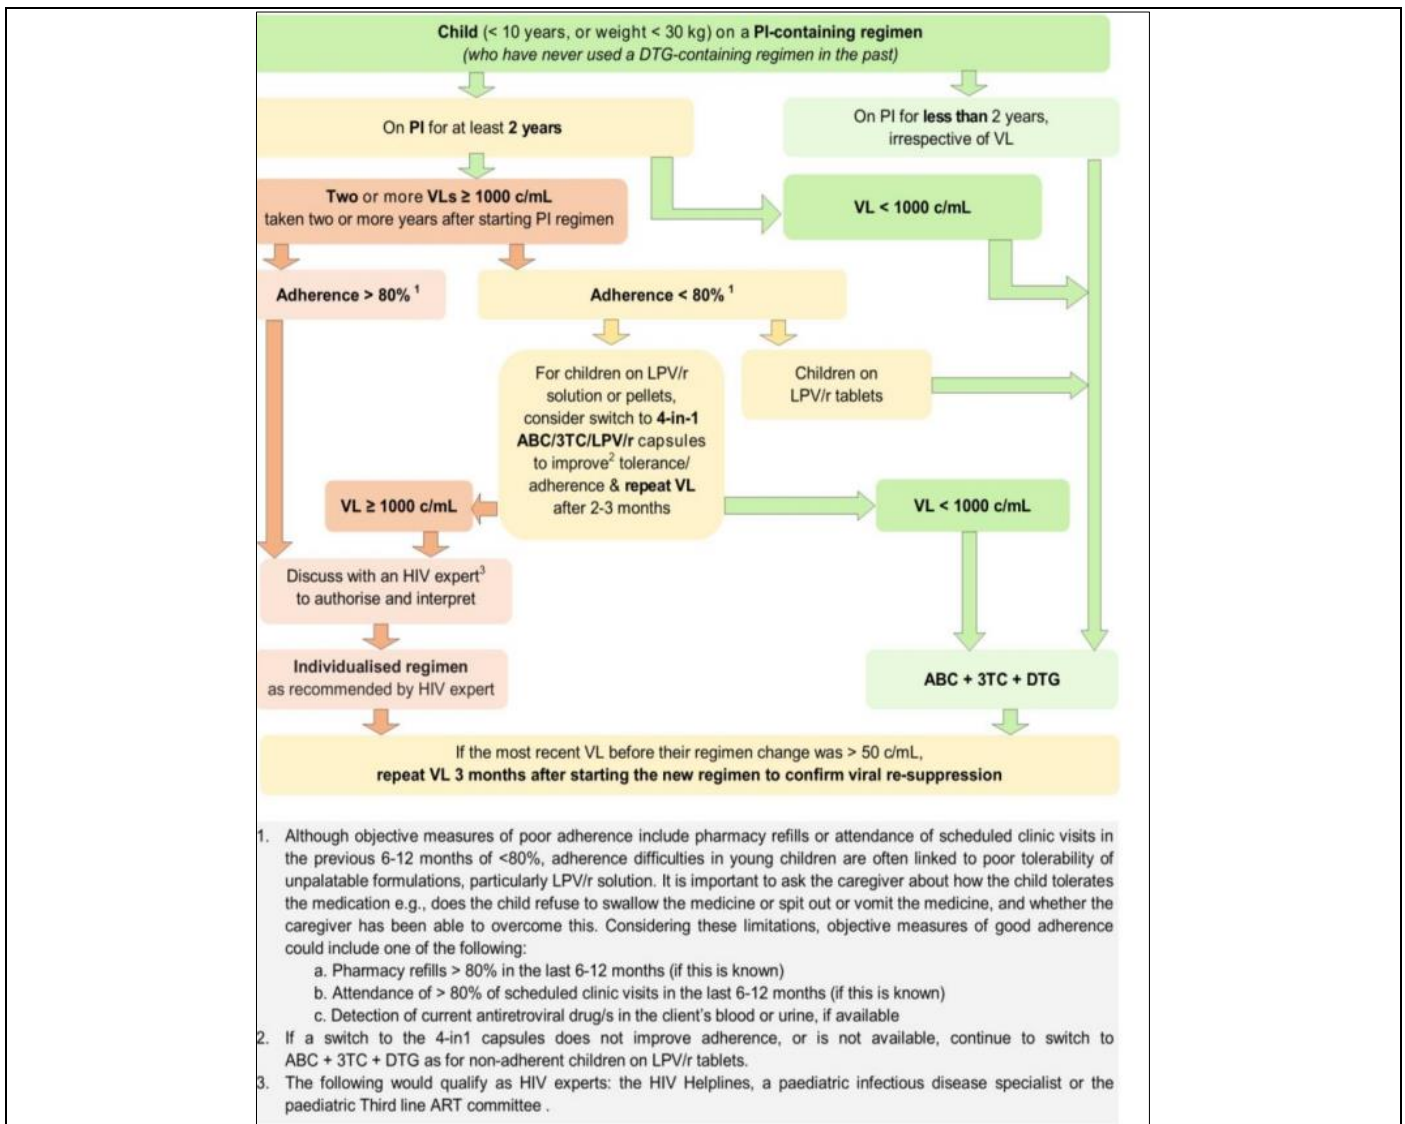 Child (< 10 years, or weight < 30 kg) on a PI-containing regimen
(who have never used a DTG-containing regimen in the past)
On PI for at least 2 years
On PI for less than 2 years,
irrespective of VL
Two or more VLs ≥ 1000 c/mL
taken two or more years after starting PI regimen
VL < 1000 c/mL
Adherence > 80% 1
Adherence < 80% 1
For children on LPV/r
solution or pellets,
consider switch to 4-in-1
ABC/3TC/LPV/r capsules
to improve2 tolerance/
adherence & repeat VL
after 2-3 months
Children on
LPV/r tablets
VL ≥ 1000 c/mL
VL < 1000 c/mL
Discuss with an HIV expert3
to authorise and interpret
Individualised regimen
as recommended by HIV expert
ABC + 3TC + DTG
If the most recent VL before their regimen change was > 50 c/mL,
repeat VL 3 months after starting the new regimen to confirm viral re-suppression
1. Although objective measures of poor adherence include pharmacy refills or attendance of scheduled clinic visits in
the previous 6-12 months of <80%, adherence difficulties in young children are often linked to poor tolerability of
unpalatable formulations, particularly LPV/r solution. It is important to ask the caregiver about how the child tolerates
the medication e.g., does the child refuse to swallow the medicine or spit out or vomit the medicine, and whether the
caregiver has been able to overcome this. Considering these limitations, objective measures of good adherence
could include one of the following:
a. Pharmacy refills > 80% in the last 6-12 months (if this is known)
b. Attendance of > 80% of scheduled clinic visits in the last 6-12 months (if this is known)
c. Detection of current antiretroviral drug/s in the client's blood or urine, if available
2. If a switch to the 4-in1 capsules does not improve adherence, or is not available, continue to switch to
ABC + 3TC + DTG as for non-adherent children on LPV/r tablets.
3. The following would qualify as HIV experts: the HIV Helplines, a paediatric infectious disease specialist or the
paediatric Third line ART committee .